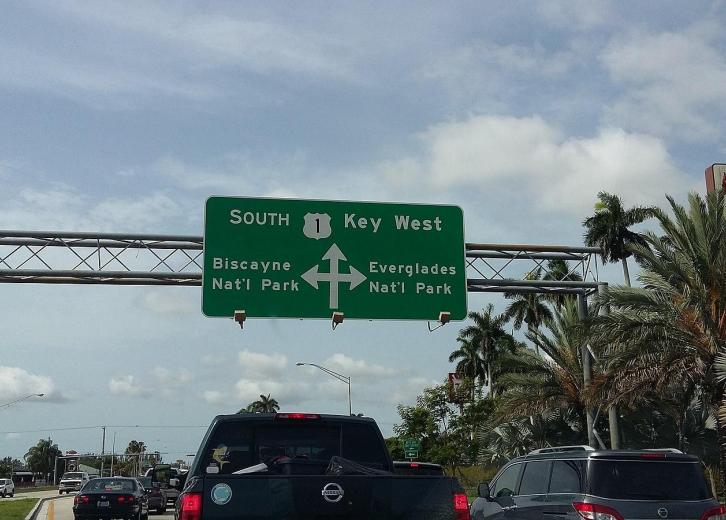 SOUTH 1 Key West
Biscayne Everglades
Nat'l Park Nat'l Park